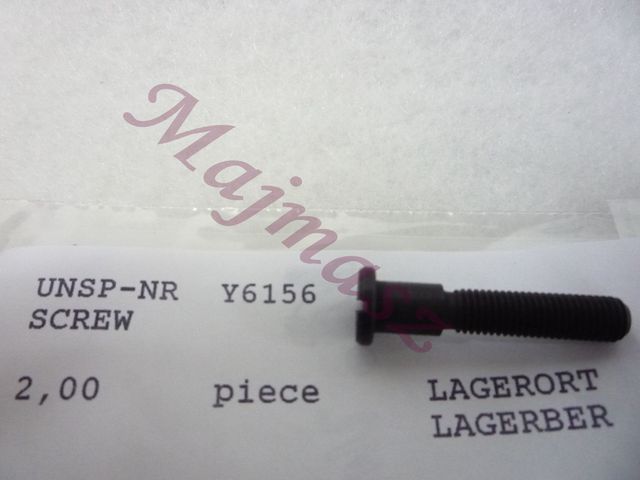 Majmasz
UNSP-NR Y6156
SCREW
2,00 piece LAGERORT
LAGERBER